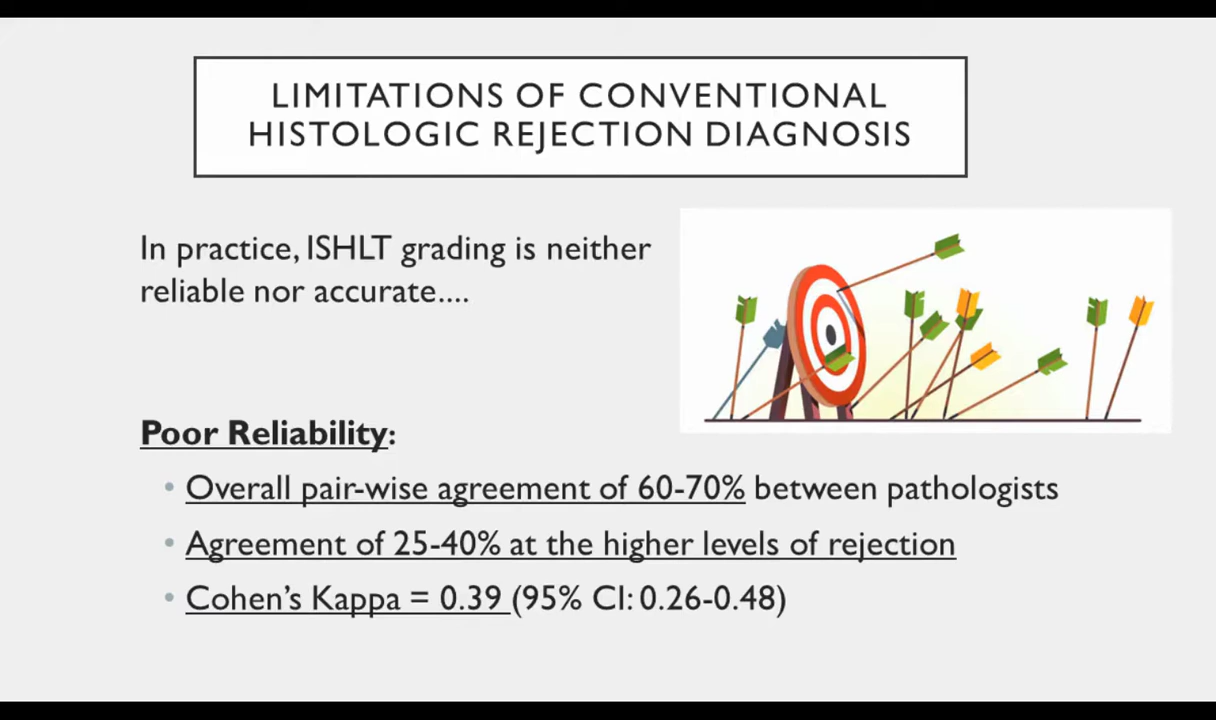 LIMITATIONS OF CONVENTIONAL
HISTOLOGIC REJECTION DIAGNOSIS
In practice, ISHLT grading is neither
reliable nor accurate....
Poor Reliability:
• Overall pair-wise agreement of 60-70% between pathologists
• Agreement of 25-40% at the higher levels of rejection
• Cohen's Kappa = 0.39 (95% CI: 0.26-0.48)